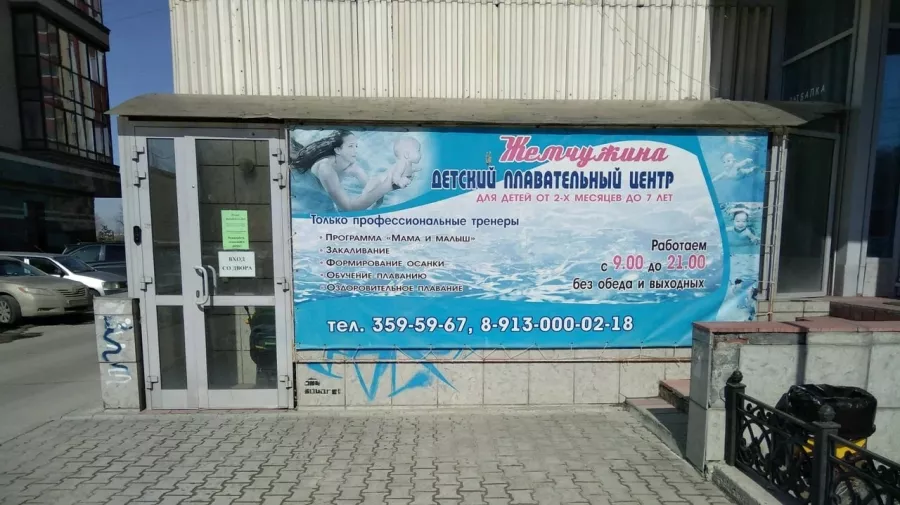 Жемчужина
ДЕТСКИЙ ПЛАВАТЕЛЬНЫЙ ЦЕНТР
ДЛЯ ДЕТЕЙ ОТ 2-Х МЕСЯЦЕВ ДО 7 ЛЕТ
Только профессиональные тренеры
· Программа «Мама и малыш»
· Закаливание
· Формирование осанки
· Обучение плаванию
· Оздоровительное плавание
Работаем
с 9.00 до 21.00
без обеда и выходных
тел. 359-59-67, 8-913-000-02-18
ВХОД
СО ДВОРА